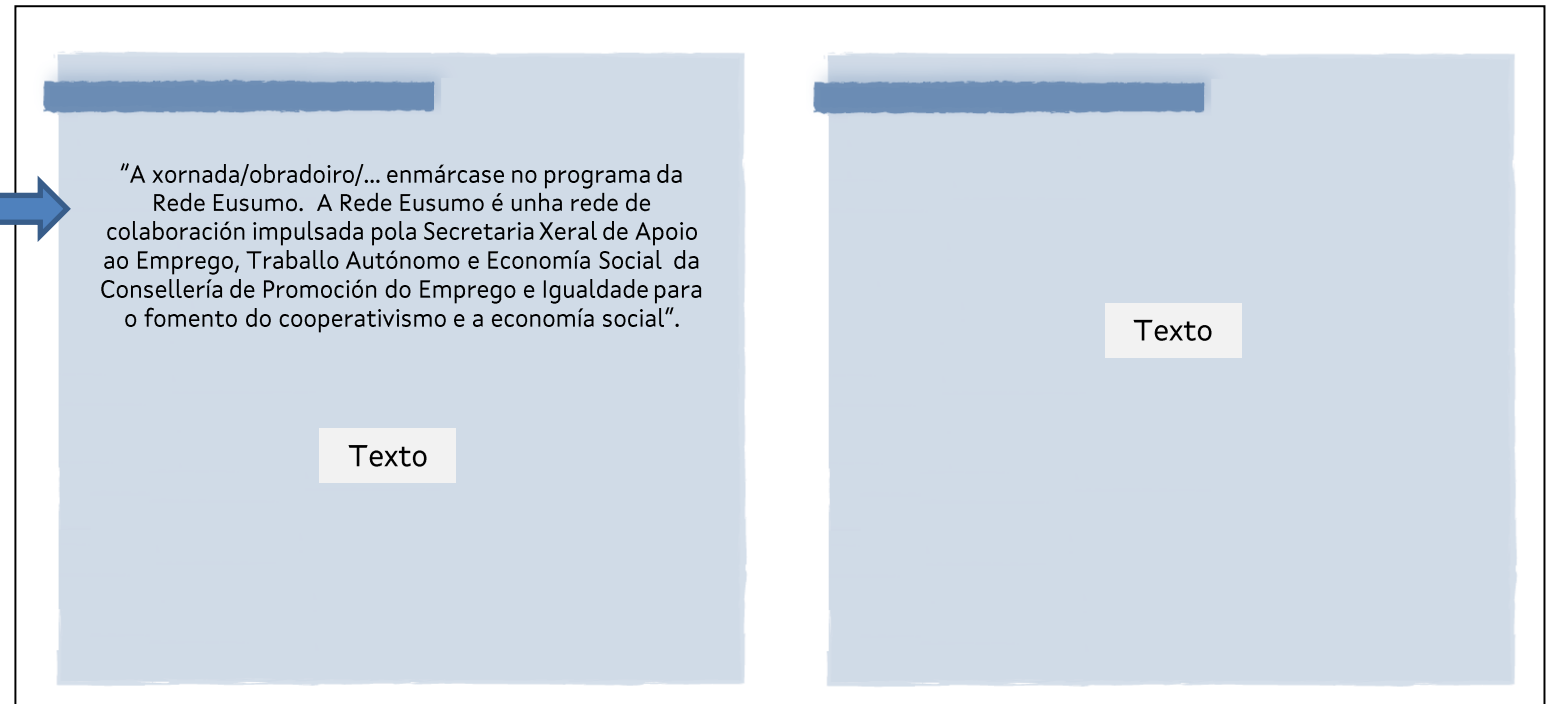 “A xornada/obradoiro/... enmárcase no programa da
Rede Eusumo.  A Rede Eusumo é unha rede de
colaboración impulsada pola Secretaria Xeral de Apoio
ao Emprego, Traballo Autónomo e Economía Social  da
Consellería de Promoción do Emprego e Igualdade para
o fomento do cooperativismo e a economía social”.
Texto
Texto